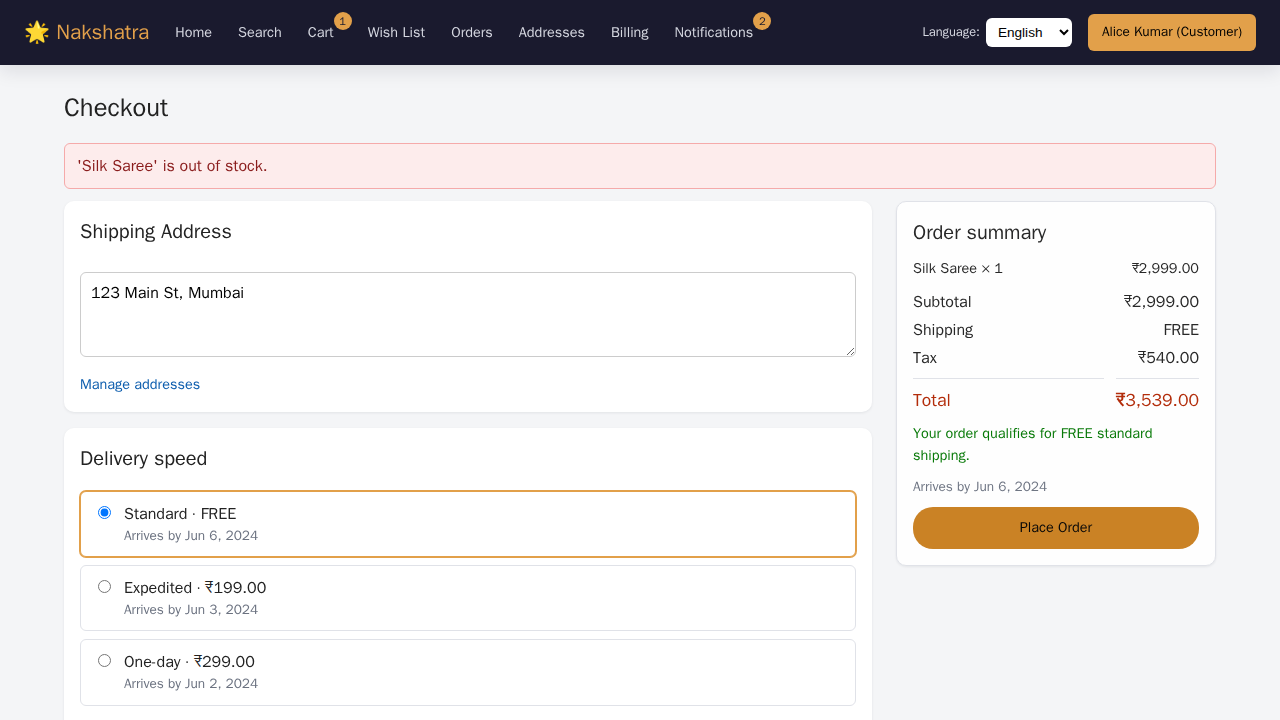 🌟 Nakshatra
Home
Search
Cart 1
Wish List
Orders
Addresses
Billing
Notifications 2
Language: English
Alice Kumar (Customer)
Checkout
'Silk Saree' is out of stock.
Shipping Address
123 Main St, Mumbai
Manage addresses
Delivery speed
Standard · FREE
Arrives by Jun 6, 2024
Expedited · ₹199.00
Arrives by Jun 3, 2024
One-day · ₹299.00
Arrives by Jun 2, 2024
Order summary
Silk Saree × 1 ₹2,999.00
Subtotal ₹2,999.00
Shipping FREE
Tax ₹540.00
Total ₹3,539.00
Your order qualifies for FREE standard
shipping.
Arrives by Jun 6, 2024
Place Order